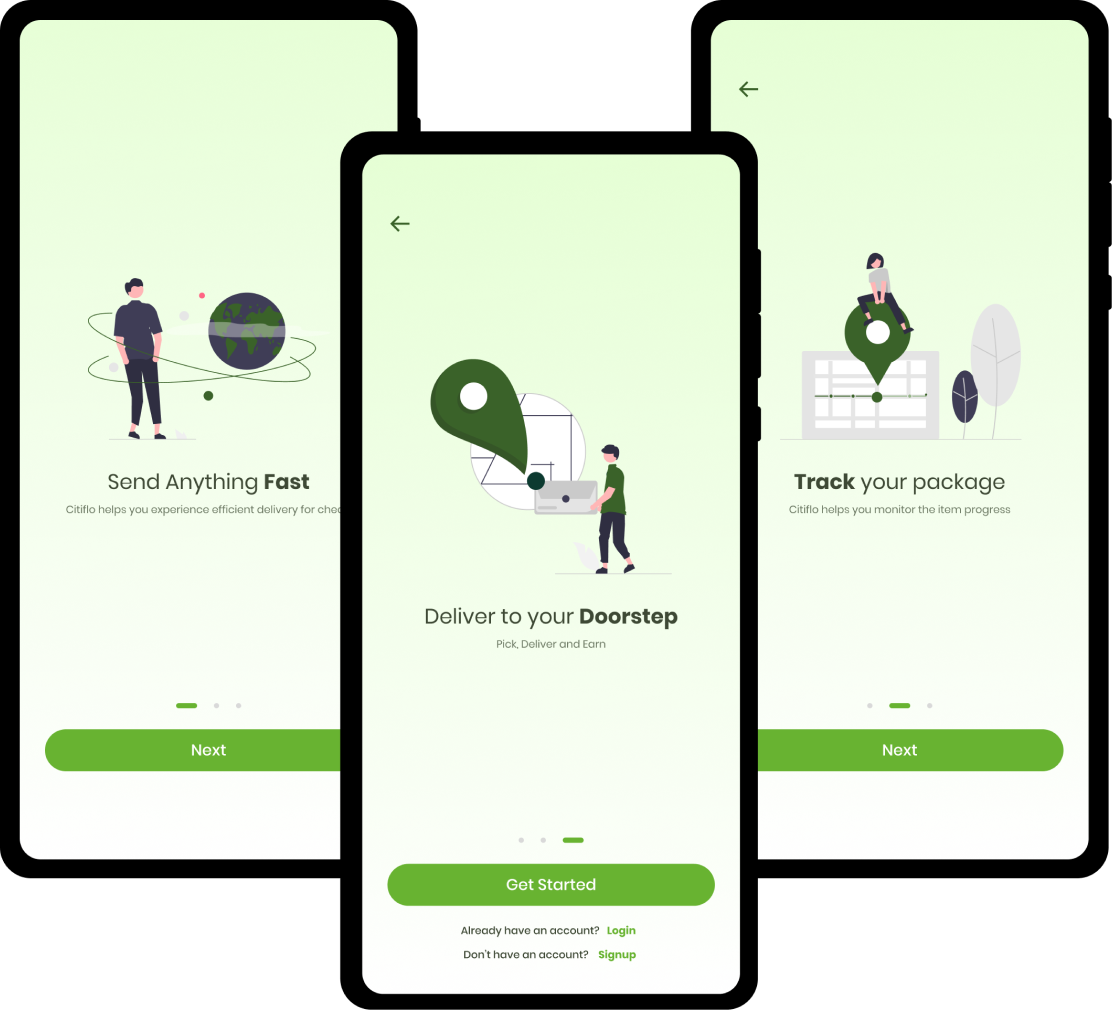 Send Anything Fast
Citiflo helps you experience efficient delivery for
Next
Deliver to your Doorstep
Pick, Deliver and Earn
Get Started
Already have an account? Login
Don't have an account? Signup
Track your package
Citiflo helps you monitor the item progress
Next